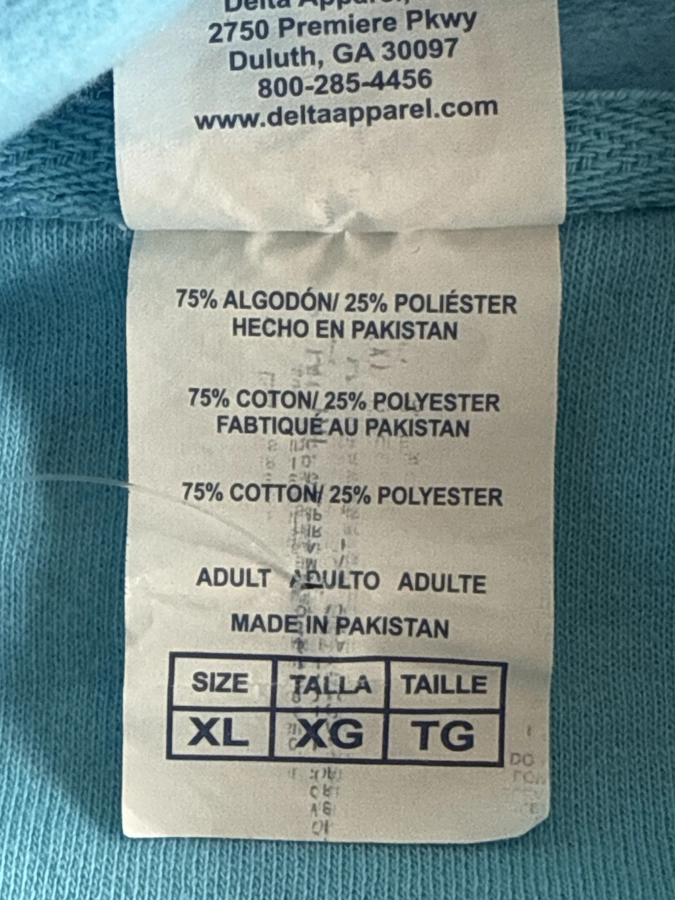 Delta Apparel,
2750 Premiere Pkwy
Duluth, GA 30097
800-285-4456
www.deltaapparel.com
75% ALGODÓN/ 25% POLIÉSTER
HECHO EN PAKISTAN
75% COTON/ 25% POLYESTER
FABTIQUÉ AU PAKISTAN
75% COTTON/ 25% POLYESTER
ADULT ADULTO ADULTE
MADE IN PAKISTAN
SIZE TALLA TAILLE
XL XG TG